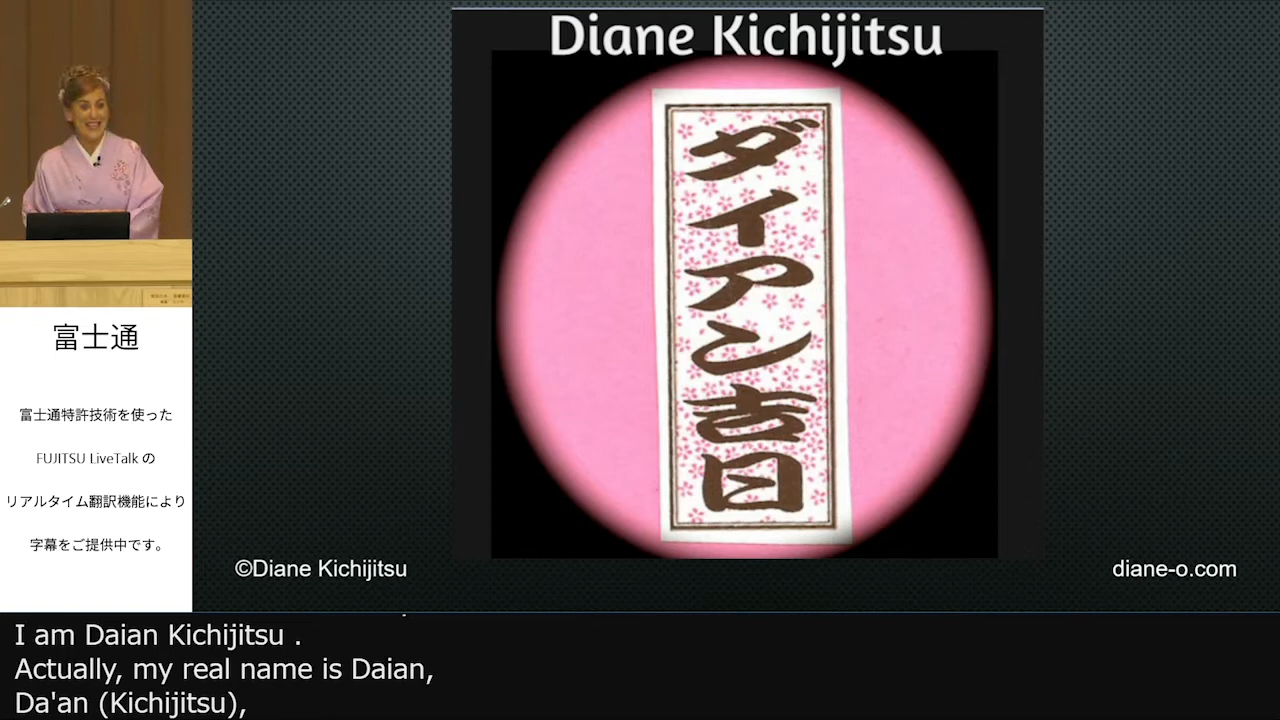 Diane Kichijitsu
ダイアン吉日
富士通
富士通特許技術を使った
FUJITSU LiveTalk の
リアルタイム翻訳機能により
字幕をご提供中です。
©Diane Kichijitsu
diane-o.com
I am Daian Kichijitsu .
Actually, my real name is Daian,
Da'an (Kichijitsu),